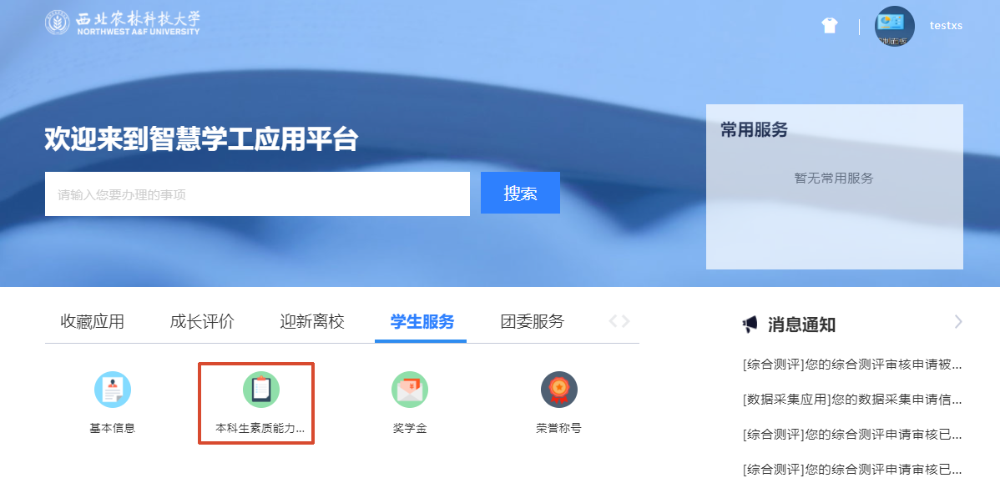 西北农林科技大学
NORTHWEST A&F UNIVERSITY
testxs
欢迎来到智慧学工应用平台
请输入您要办理的事项
搜索
常用服务
暂无常用服务
收藏应用
成长评价
迎新离校
学生服务
团委服务
基本信息
本科生素质能力...
奖学金
荣誉称号
消息通知
[综合测评]您的综合测评审核申请被...
[数据采集应用]您的数据采集申请信...
[综合测评]您的综合测评申请审核已...
[综合测评]您的综合测评申请审核已...